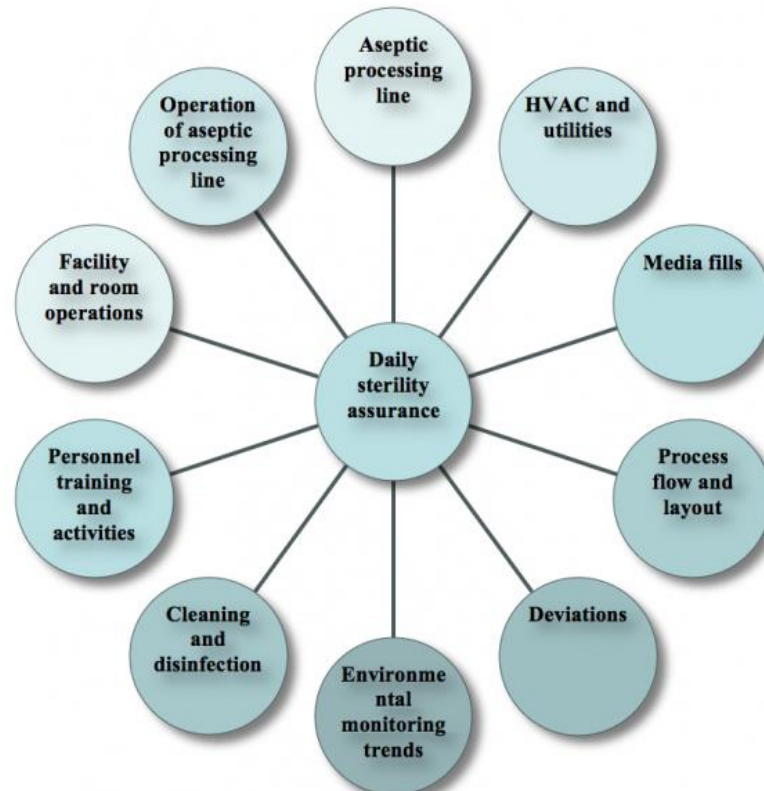 Aseptic
processing
line
HVAC and
utilities
Media fills
Process
flow and
layout
Deviations
Environme
ntal
monitoring
trends
Cleaning
and
disinfection
Personnel
training
and
activities
Facility
and room
operations
Operation
of aseptic
processing
line
Daily
sterility
assurance